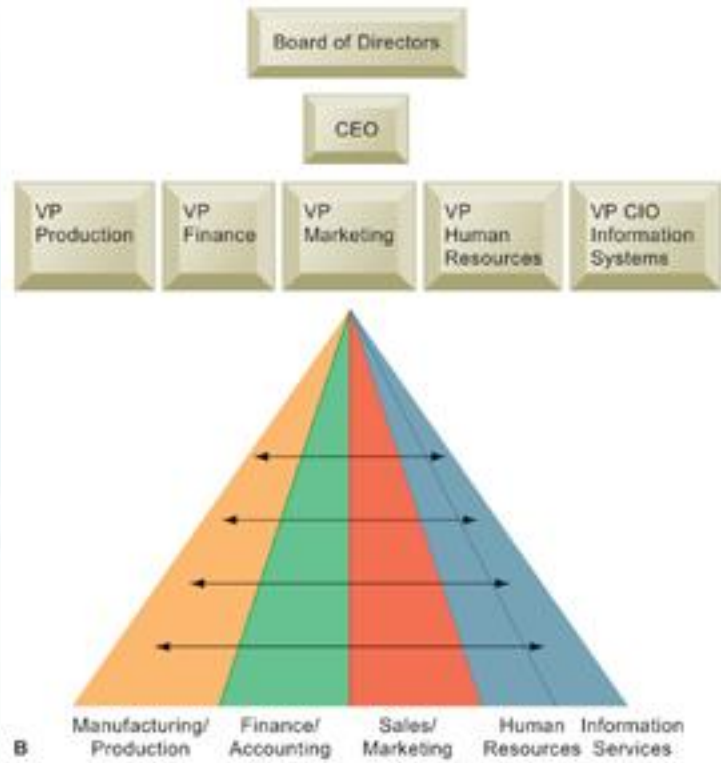 Board of Directors
CEO
VP
Production
VP
Finance
VP
Marketing
VP
Human
Resources
VP CIO
Information
Systems
Manufacturing/
Production
Finance/
Accounting
Sales/
Marketing
Human
Resources
Information
Services
B